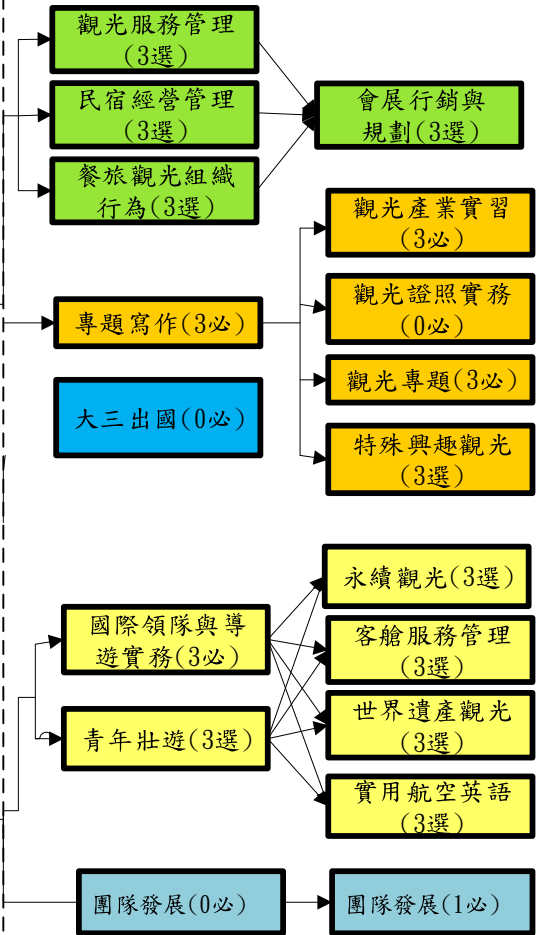 觀光服務管理
(3選)
民宿經營管理
(3選)
餐旅觀光組織
行為(3選)
會展行銷與
規劃(3選)
觀光產業實習
(3必)
專題寫作(3必)
觀光證照實務
(0必)
觀光專題(3必)
大三出國(0必)
特殊興趣觀光
(3選)
永續觀光(3選)
國際領隊與導
遊實務(3必)
客艙服務管理
(3選)
青年壯遊(3選)
世界遺產觀光
(3選)
實用航空英語
(3選)
團隊發展(0必)
團隊發展(1必)